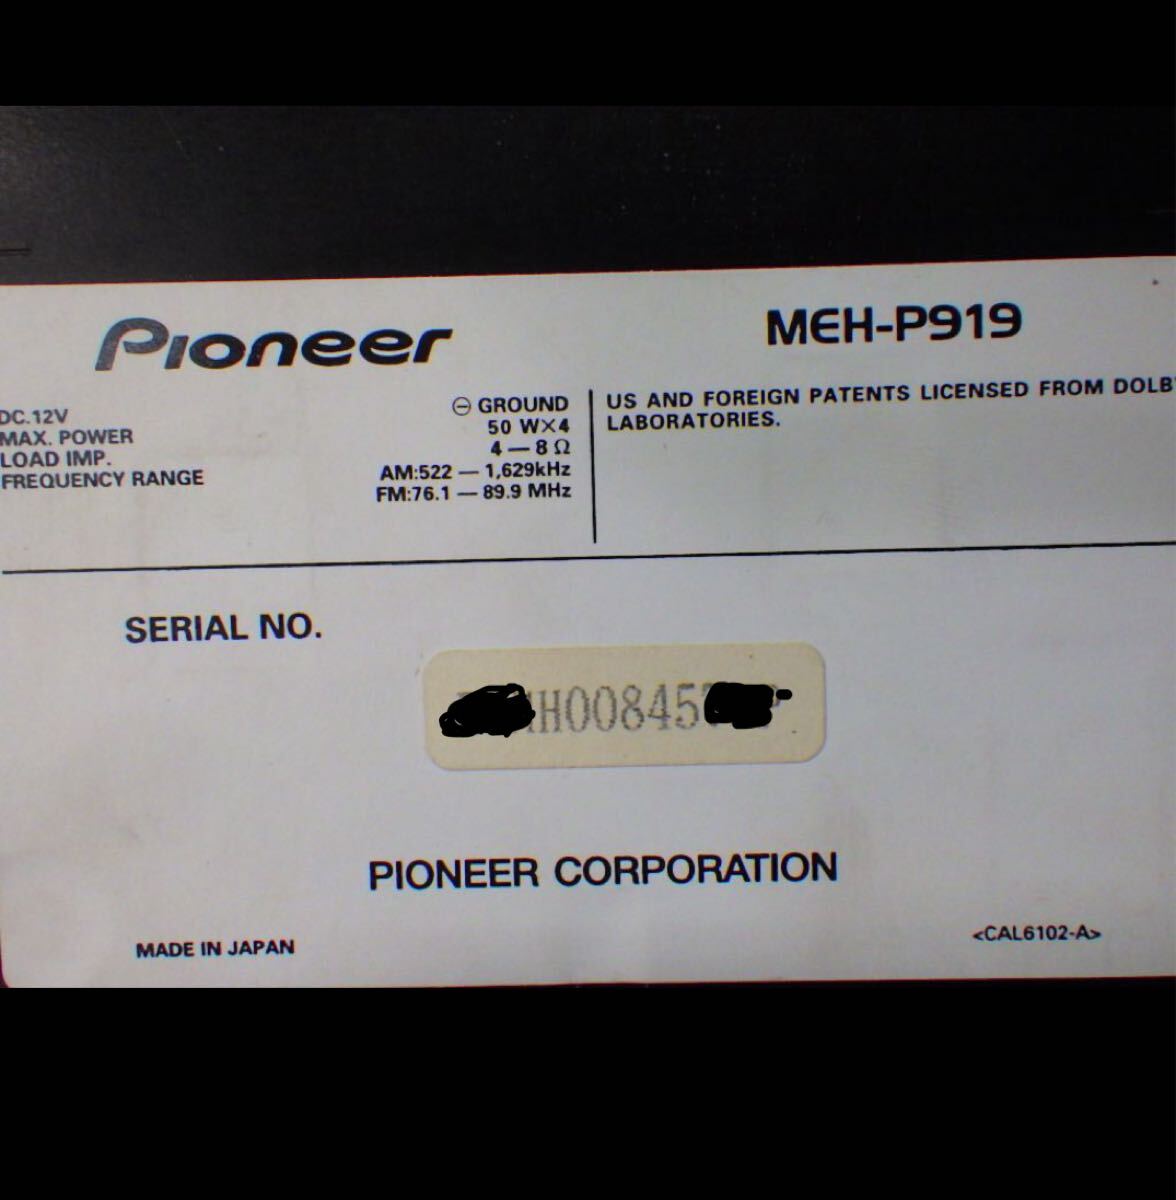 Pioneer
MEH-P919
DC.12V ⊖ GROUND
MAX. POWER 50 W×4
LOAD IMP. 4 — 8 Ω
FREQUENCY RANGE AM:522 — 1,629kHz
FM:76.1 — 89.9 MHz
US AND FOREIGN PATENTS LICENSED FROM
LABORATORIES.
SERIAL NO.
PIONEER CORPORATION
MADE IN JAPAN
<CAL6102-A>